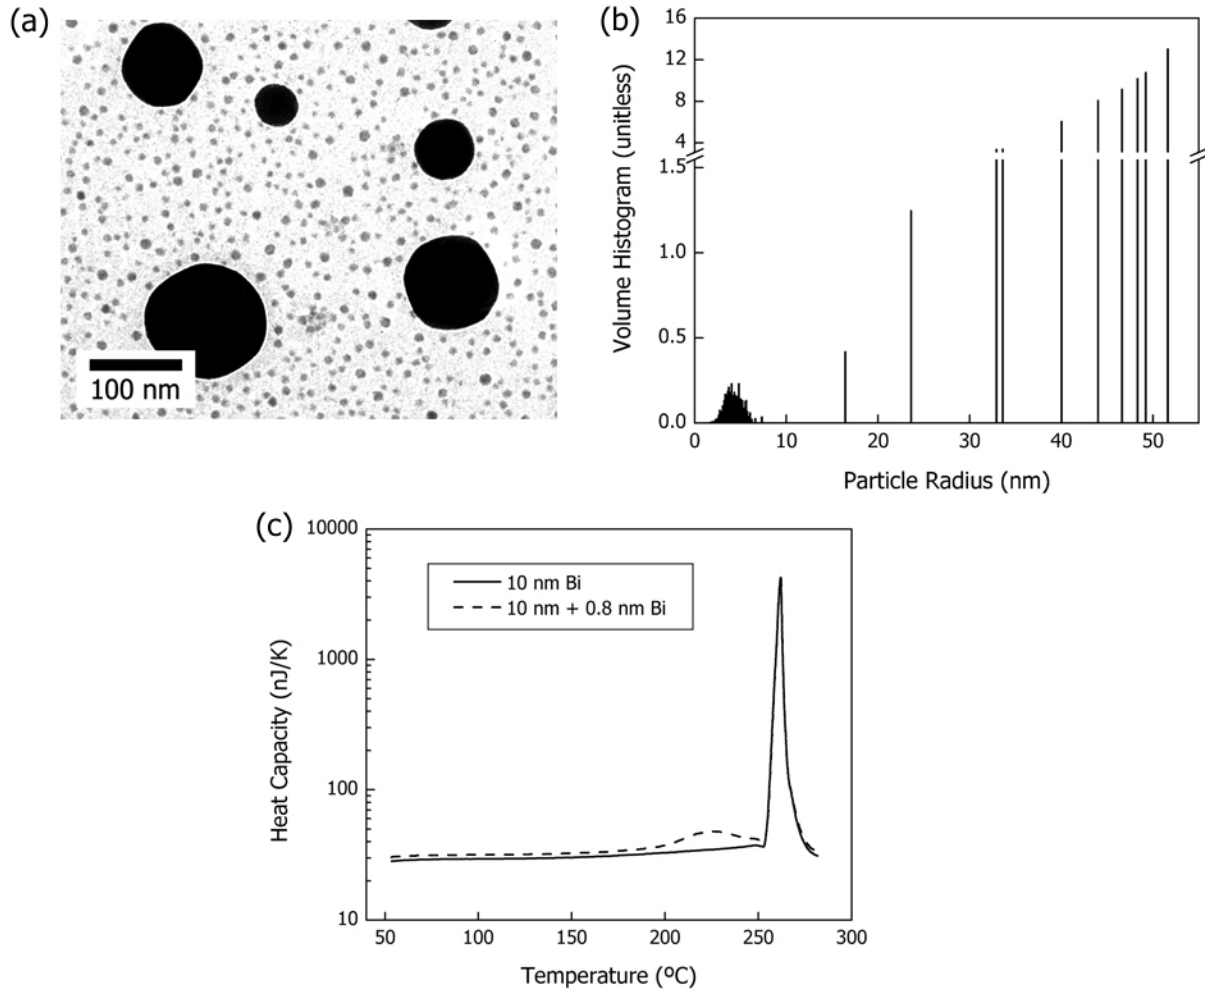 (a)
100 nm
(b)
Volume Histogram (unitless)
16
12
8
4
1.5
1.0
0.5
0.0
0
10
20
30
40
50
Particle Radius (nm)
(c)
Heat Capacity (nJ/K)
10000
1000
100
10
10 nm Bi
10 nm + 0.8 nm Bi
50
100
150
200
250
300
Temperature (ºC)